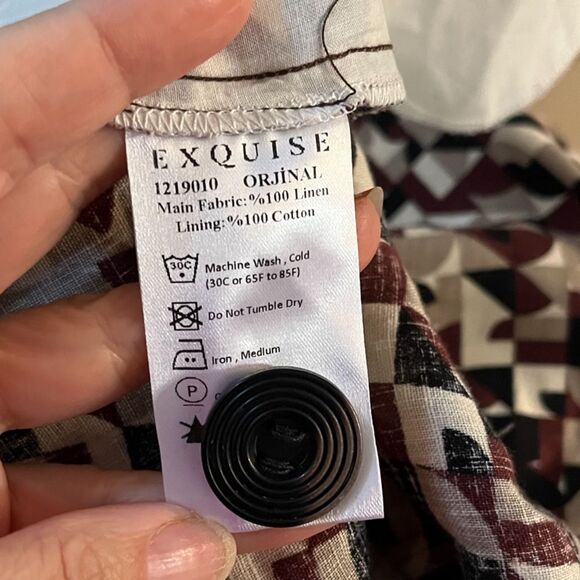 EXQUISE
1219010 ORJİNAL
Main Fabric:%100 Linen
Lining:%100 Cotton
30C
Machine Wash , Cold
(30C or 65F to 85F)
Do Not Tumble Dry
Iron , Medium
P